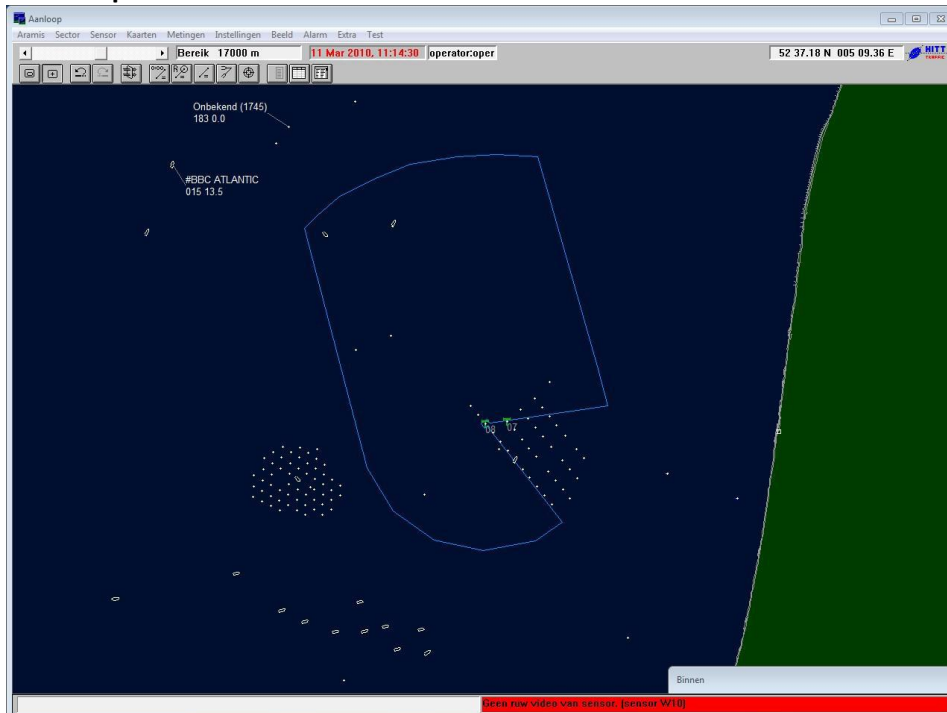 Aanloop
Aramis Sector Sensor Kaarten Metingen Instellingen Beeld Alarm Extra Test
Bereik 17000 m
11 Mar 2010, 11:14:30
operator:oper
52 37.18 N 005 09.36 E
HITT
TRAFFIC
Onbekend (1745)
183 0.0
#BBC ATLANTIC
015 13.5
08
07
Binnen
Geen ruw video van sensor. [sensor W10]